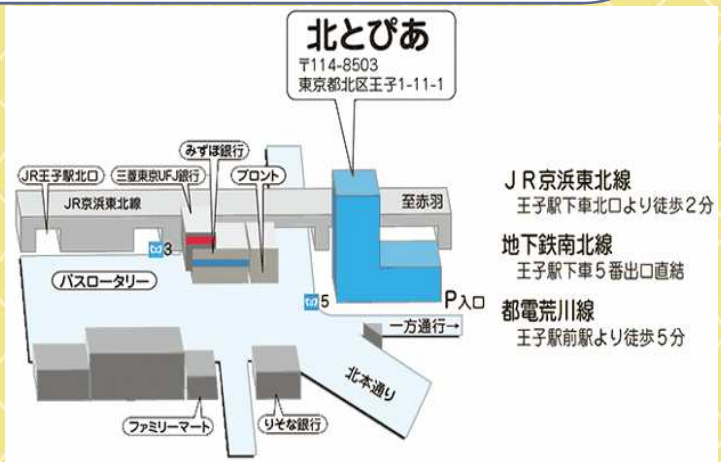 北とぴあ
〒114-8503
東京都北区王子1-11-1
みずほ銀行
JR王子駅北口
三菱東京UFJ銀行
プロント
JR京浜東北線
至赤羽
3
バスロータリー
5
P入口
一方通行→
北本通り
ファミリーマート
りそな銀行
JR京浜東北線
王子駅下車北口より徒歩2分
地下鉄南北線
王子駅下車5番出口直結
都電荒川線
王子駅前駅より徒歩5分